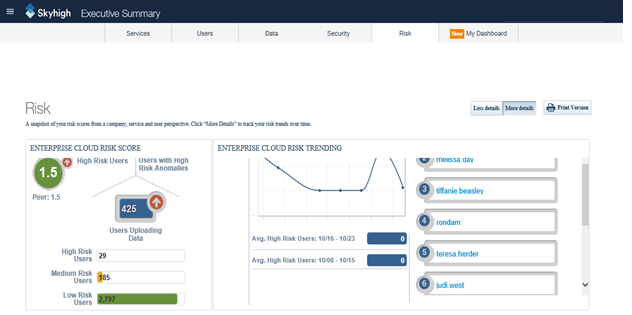 Skyhigh Executive Summary
Services Users Data Security Risk New My Dashboard
Risk
Less details More details Print Version
A snapshot of your risk scores from a company, service and user perspective. Click "More Details" to track your risk trends over time.
ENTERPRISE CLOUD RISK SCORE
1.5
High Risk Users
Users with High
Risk Anomalies
Peer: 1.5
425
Users Uploading
Data
High Risk
Users
29
Medium Risk
Users
185
Low Risk
Users
2,797
ENTERPRISE CLOUD RISK TRENDING
Avg. High Risk Users: 10/16 - 10/23 0
Avg. High Risk Users: 10/08 - 10/15 0
2 melissa.day
3 tiffanie.beasley
4 rondam
5 teresa.herder
6 judi.west